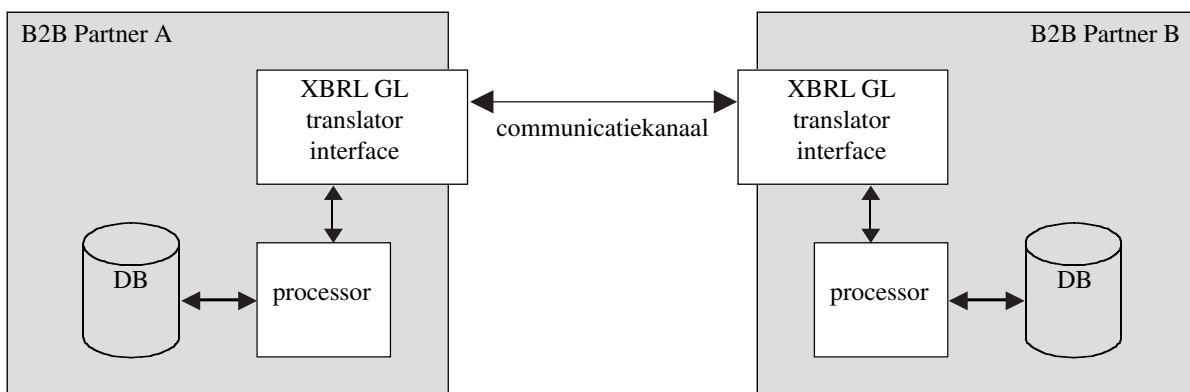 B2B Partner A
B2B Partner B
XBRL GL
translator
interface
communicatiekanaal
XBRL GL
translator
interface
DB
processor
processor
DB